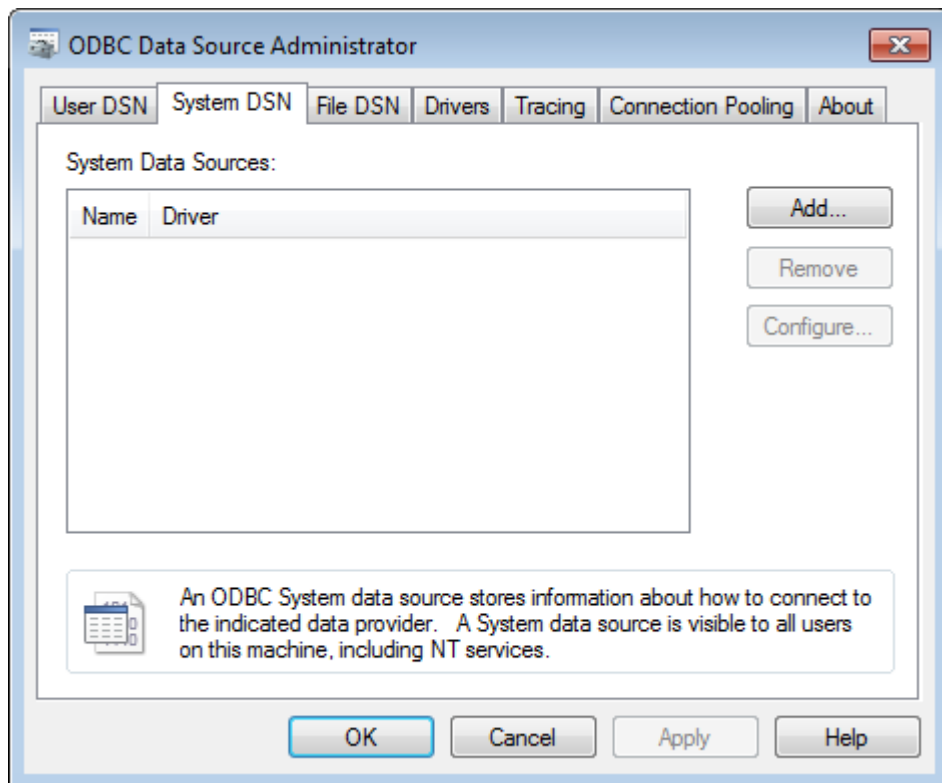 ODBC Data Source Administrator
User DSN System DSN File DSN Drivers Tracing Connection Pooling About
System Data Sources:
Name Driver
Add...
Remove
Configure...
An ODBC System data source stores information about how to connect to
the indicated data provider. A System data source is visible to all users
on this machine, including NT services.
OK Cancel Apply Help